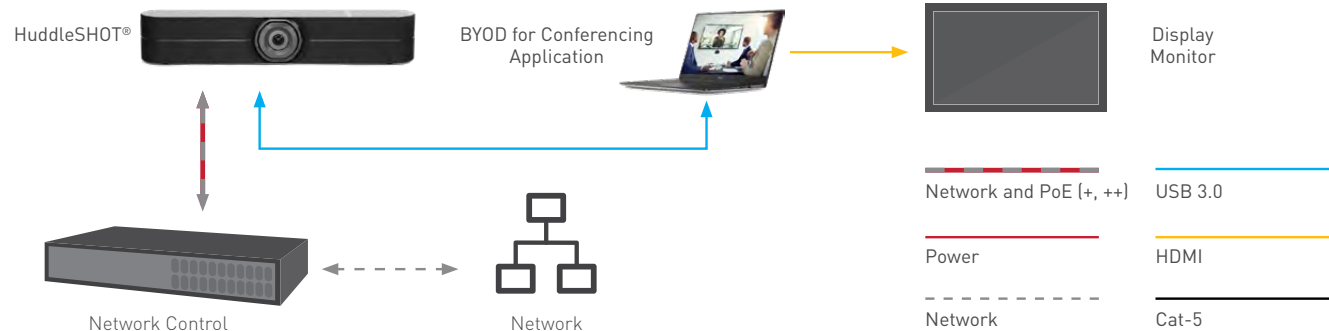 HuddleSHOT®
BYOD for Conferencing
Application
Display
Monitor
Network and PoE (+, ++)
USB 3.0
Power
HDMI
Network Control
Network
Network
Cat-5